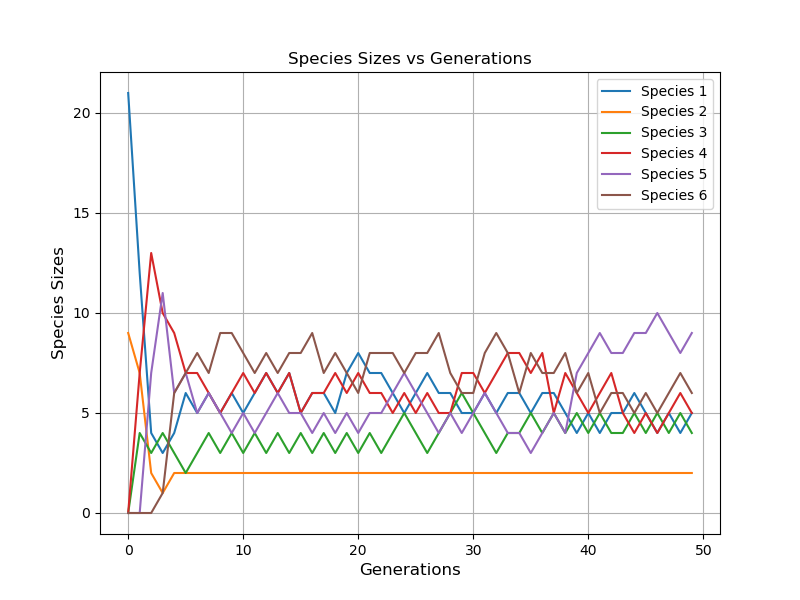 Species Sizes vs Generations
Species 1
Species 2
Species 3
Species 4
Species 5
Species 6
Species Sizes
20
15
10
5
0
0 10 20 30 40 50
Generations